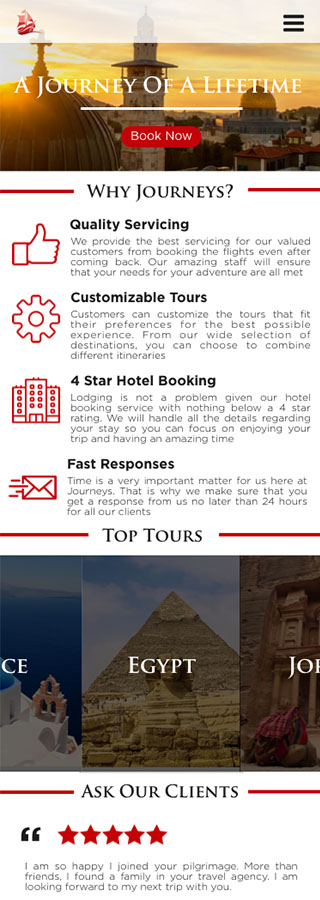 A Journey Of A Lifetime
Book Now
Why Journeys?
Quality Servicing
We provide the best servicing for our valued
customers from booking the flights even after
coming back. Our amazing staff will ensure
that your needs for your adventure are all met
Customizable Tours
Customers can customize the tours that fit
their preferences for the best possible
experience. From our wide selection of
destinations, you can choose to combine
different itineraries
4 Star Hotel Booking
Lodging is not a problem given our hotel
booking service with nothing below a 4 star
rating. We will handle all the details regarding
your stay so you can focus on enjoying your
trip and having an amazing time
Fast Responses
Time is a very important matter for us here at
Journeys. That is why we make sure that you
get a response from us no later than 24 hours
for all our clients
Top Tours
ce Egypt Jo
Ask Our Clients
“
I am so happy I joined your pilgrimage. More than
friends, I found a family in your travel agency. I am
looking forward to my next trip with you.